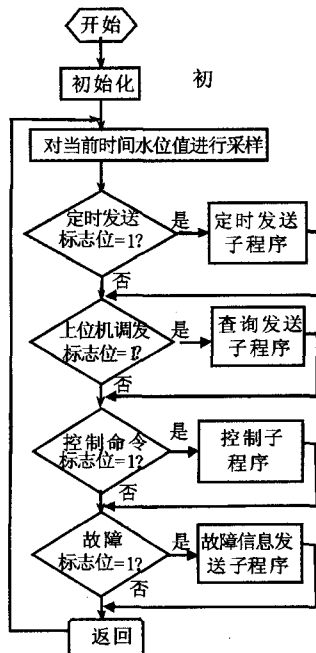 开始
初始化
初
对当前时间水位值进行采样
定时发送
标志位=1?
是
定时发送
子程序
否
上位机调发
标志位=1?
是
查询发送
子程序
否
控制命令
标志位=1?
是
控制子
程序
否
故障
标志位=1?
是
故障信息发
送子程序
否
返回